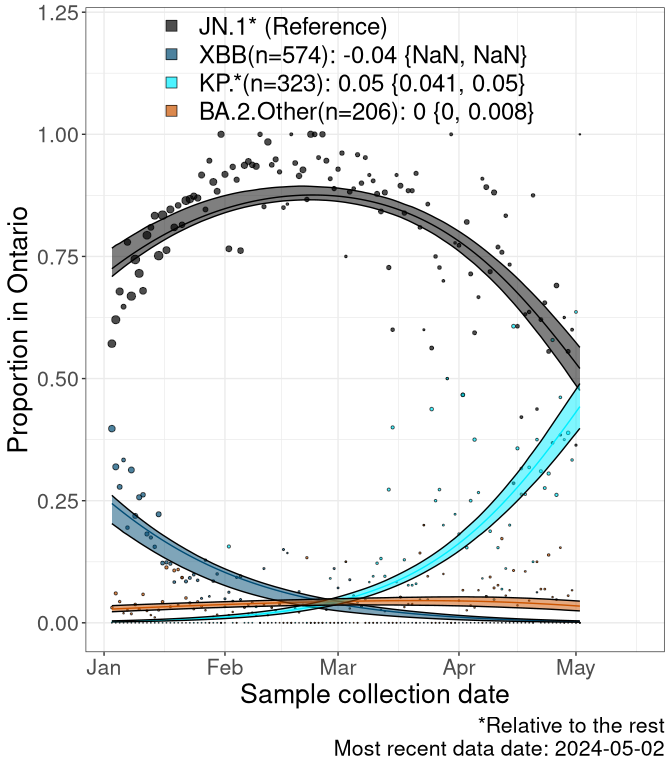 JN.1* (Reference)
XBB(n=574): -0.04 {NaN, NaN}
KP.*(n=323): 0.05 {0.041, 0.05}
BA.2.Other(n=206): 0 {0, 0.008}
1.25
1.00
0.75
0.50
0.25
0.00
Proportion in Ontario
Jan Feb Mar Apr May
Sample collection date
*Relative to the rest
Most recent data date: 2024-05-02